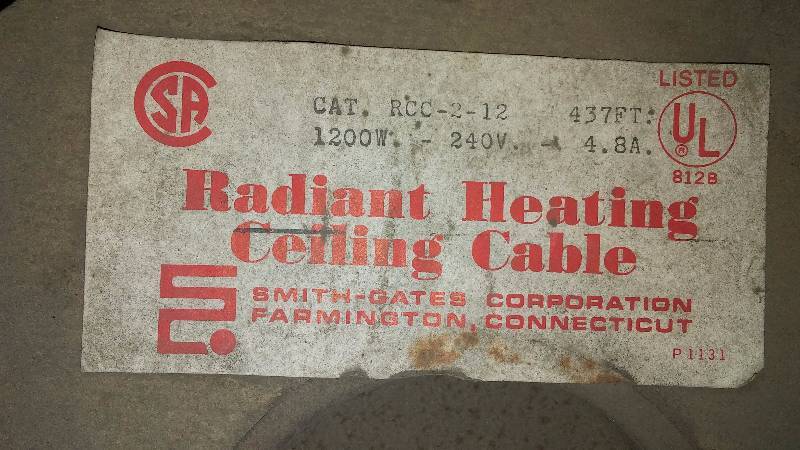 SA
CAT. RCC-2-12 437FT.
1200W. - 240V. - 4.8A.
LISTED
UL
®
812B
Radiant Heating
Ceiling Cable
SMITH-GATES CORPORATION
FARMINGTON, CONNECTICUT
P1131